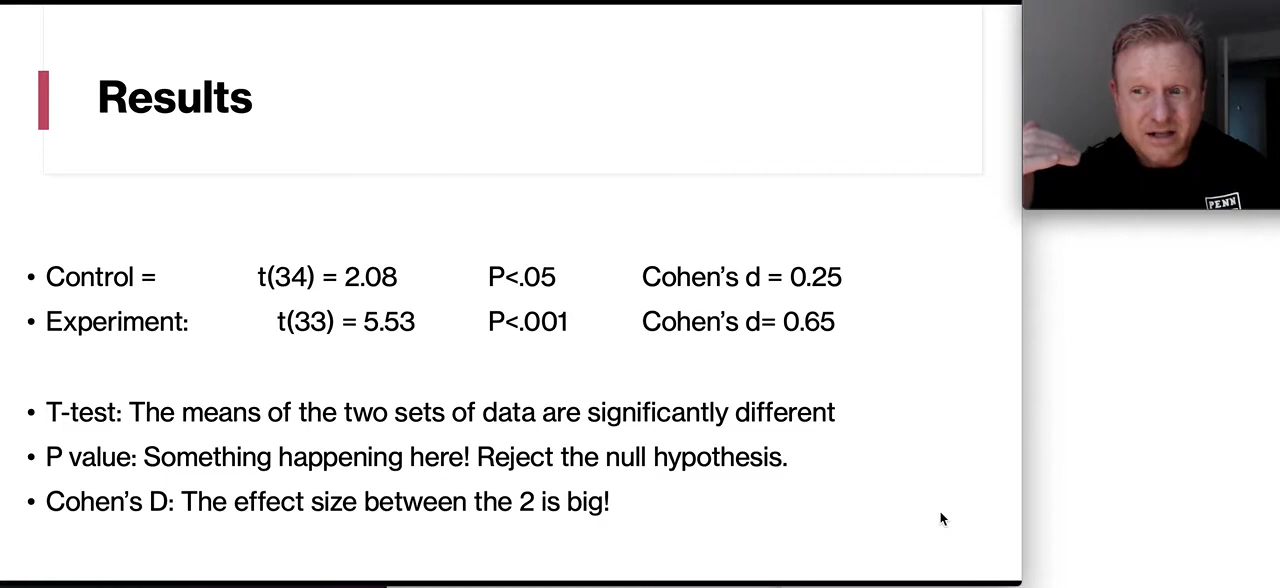 Results
PENN
• Control = t(34) = 2.08 P<.05 Cohen’s d = 0.25
• Experiment: t(33) = 5.53 P<.001 Cohen’s d= 0.65
• T-test: The means of the two sets of data are significantly different
• P value: Something happening here! Reject the null hypothesis.
• Cohen’s D: The effect size between the 2 is big!